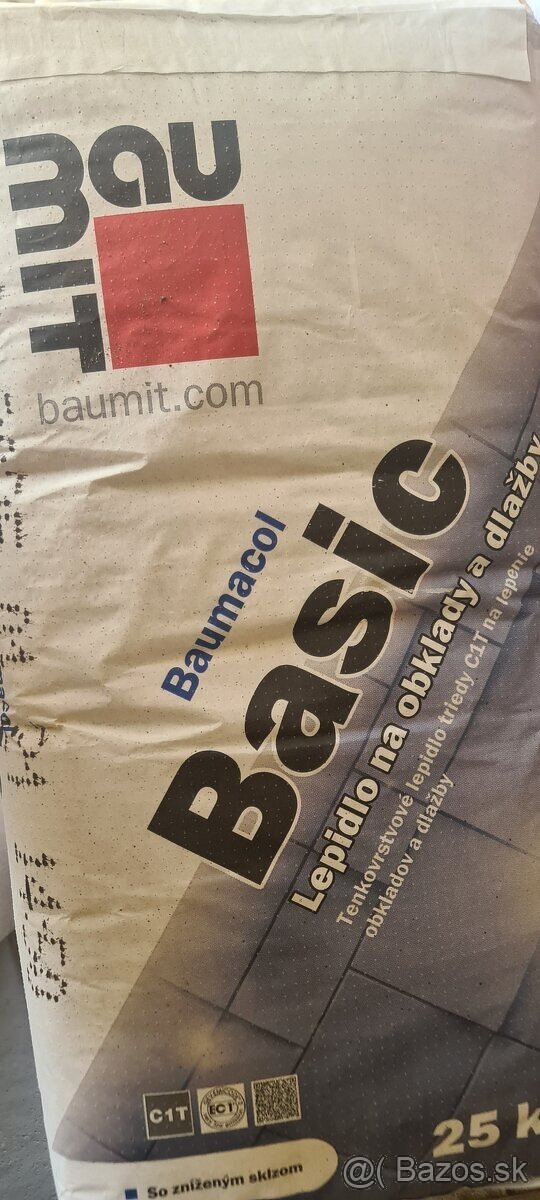 Bau
mit
baumit.com
Baumacol
Basic
Lepidlo na obklady a dlažby
Tenkovrstvové lepidlo triedy C1T na lepenie
obkladov a dlažby
C1T
EC1
25 k
So zníženým sklzom
@( Bazos.sk